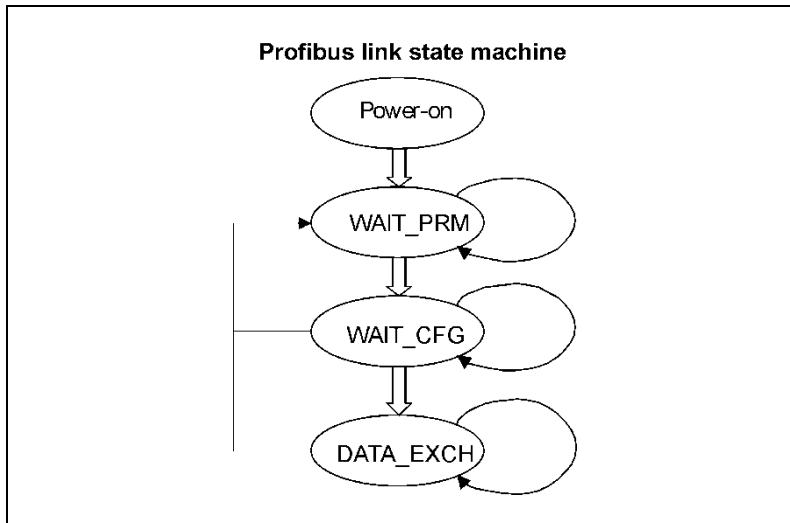 Profibus link state machine
Power-on
WAIT_PRM
WAIT_CFG
DATA_EXCH